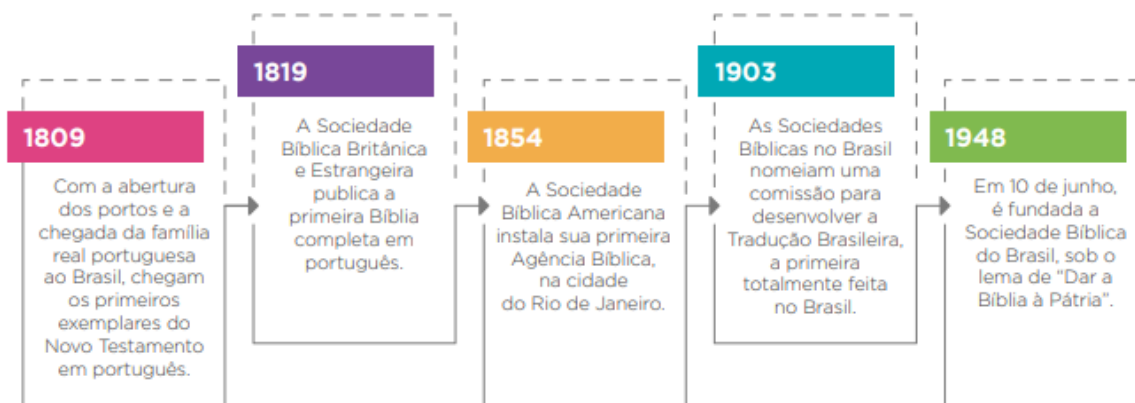 1809
Com a abertura
dos portos e a
chegada da família
real portuguesa
ao Brasil, chegam
os primeiros
exemplares do
Novo Testamento
em português.
1819
A Sociedade
Bíblica Britânica
e Estrangeira
publica a
primeira Bíblia
completa em
português.
1854
A Sociedade
Bíblica Americana
instala sua primeira
Agência Bíblica,
na cidade
do Rio de Janeiro.
1903
As Sociedades
Bíblicas no Brasil
nomeiam uma
comissão para
desenvolver a
Tradução Brasileira,
a primeira
totalmente feita
no Brasil.
1948
Em 10 de junho,
é fundada a
Sociedade Bíblica
do Brasil, sob o
lema de “Dar a
Bíblia à Pátria”.